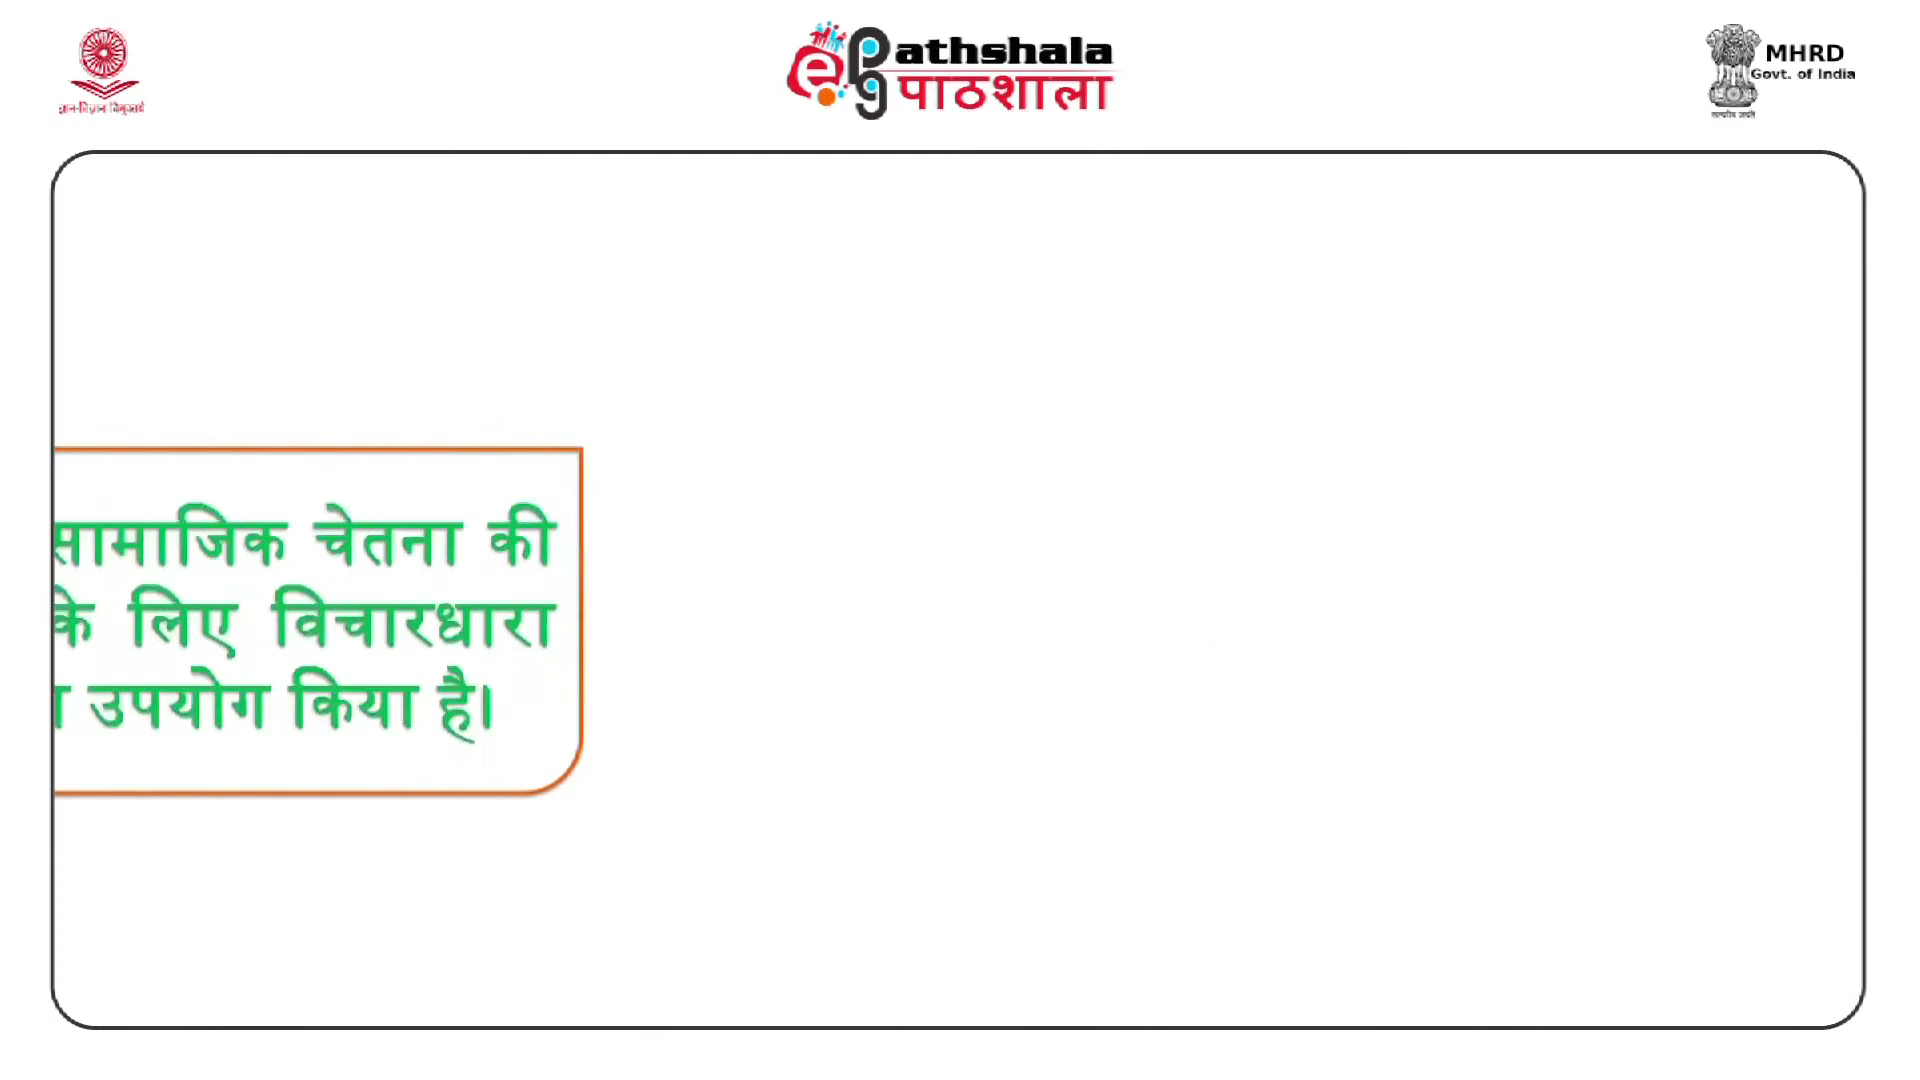 athshala
पाठशाला
MHRD
Govt. of India
सामाजिक चेतना की
के लिए विचारधारा
उपयोग किया है।